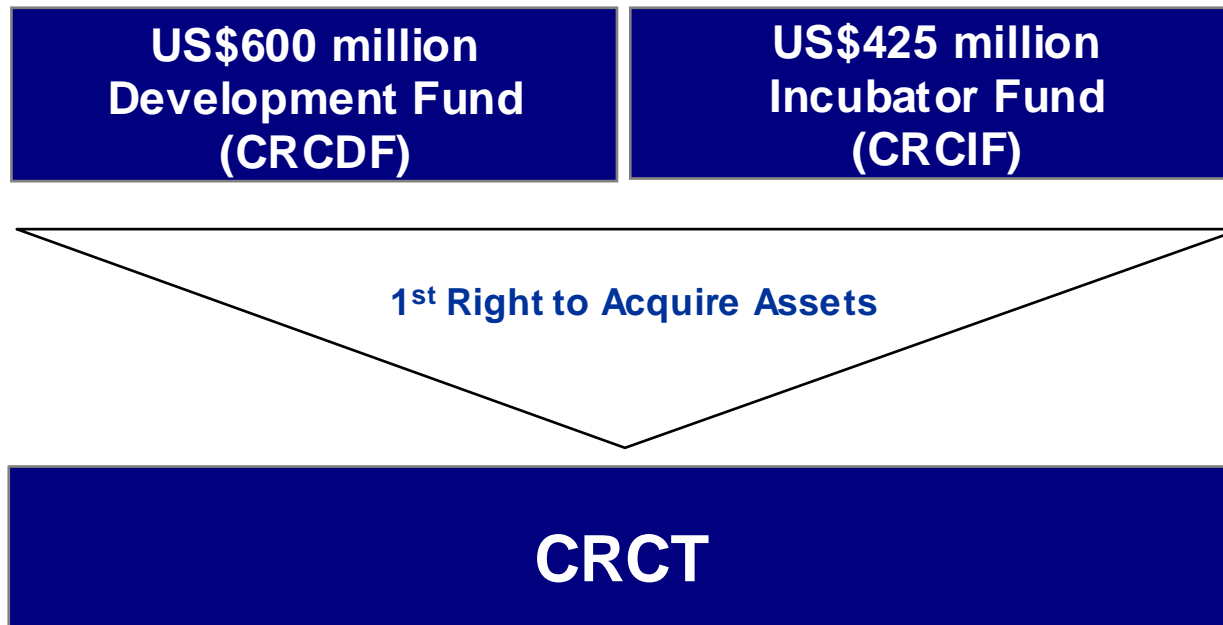 US$600 million
Development Fund
(CRCDF)
US$425 million
Incubator Fund
(CRCIF)
1st Right to Acquire Assets
CRCT